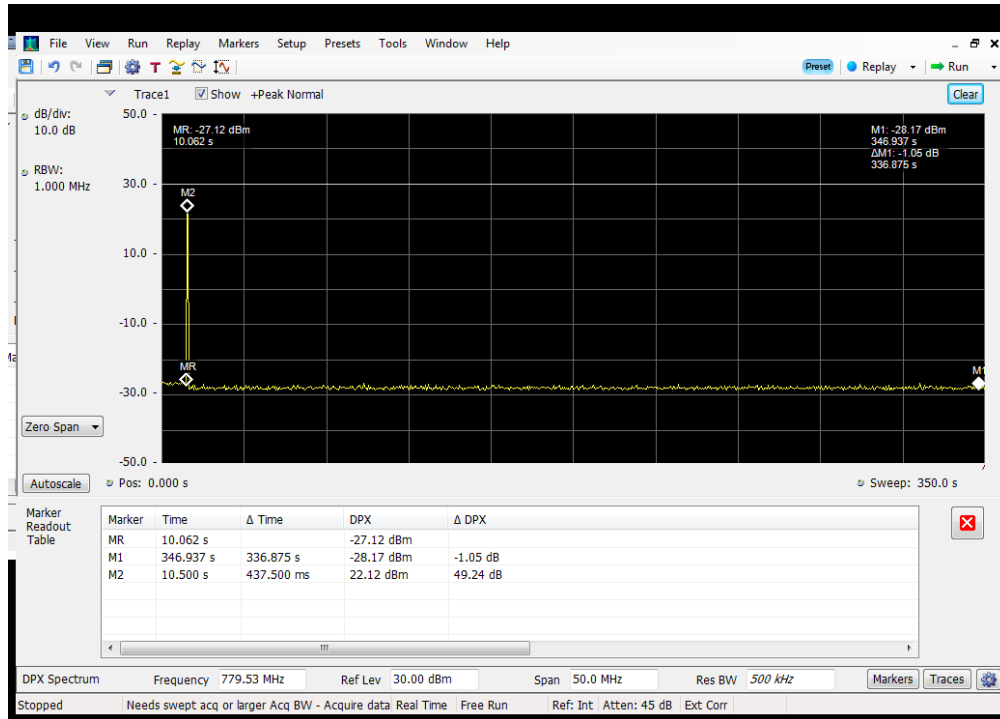 File View Run Replay Markers Setup Presets Tools Window Help
T Preset Replay Run
Trace1 Show +Peak Normal Clear
dB/div:
10.0 dB
RBW:
1.000 MHz
50.0 -
30.0 -
10.0 -
-10.0 -
-30.0 -
-50.0 -
MR: -27.12 dBm
10.062 s
M1: -28.17 dBm
346.937 s
ΔM1: -1.05 dB
336.875 s
M2
MR
M1
Zero Span
Autoscale Pos: 0.000 s Sweep: 350.0 s
Marker
Readout
Table
Marker Time Δ Time DPX Δ DPX
MR 10.062 s -27.12 dBm
M1 346.937 s 336.875 s -28.17 dBm -1.05 dB
M2 10.500 s 437.500 ms 22.12 dBm 49.24 dB
DPX Spectrum Frequency 779.53 MHz Ref Lev 30.00 dBm Span 50.0 MHz Res BW 500 kHz Markers Traces
Stopped Needs swept acq or larger Acq BW - Acquire data Real Time Free Run Ref: Int Atten: 45 dB Ext Corr